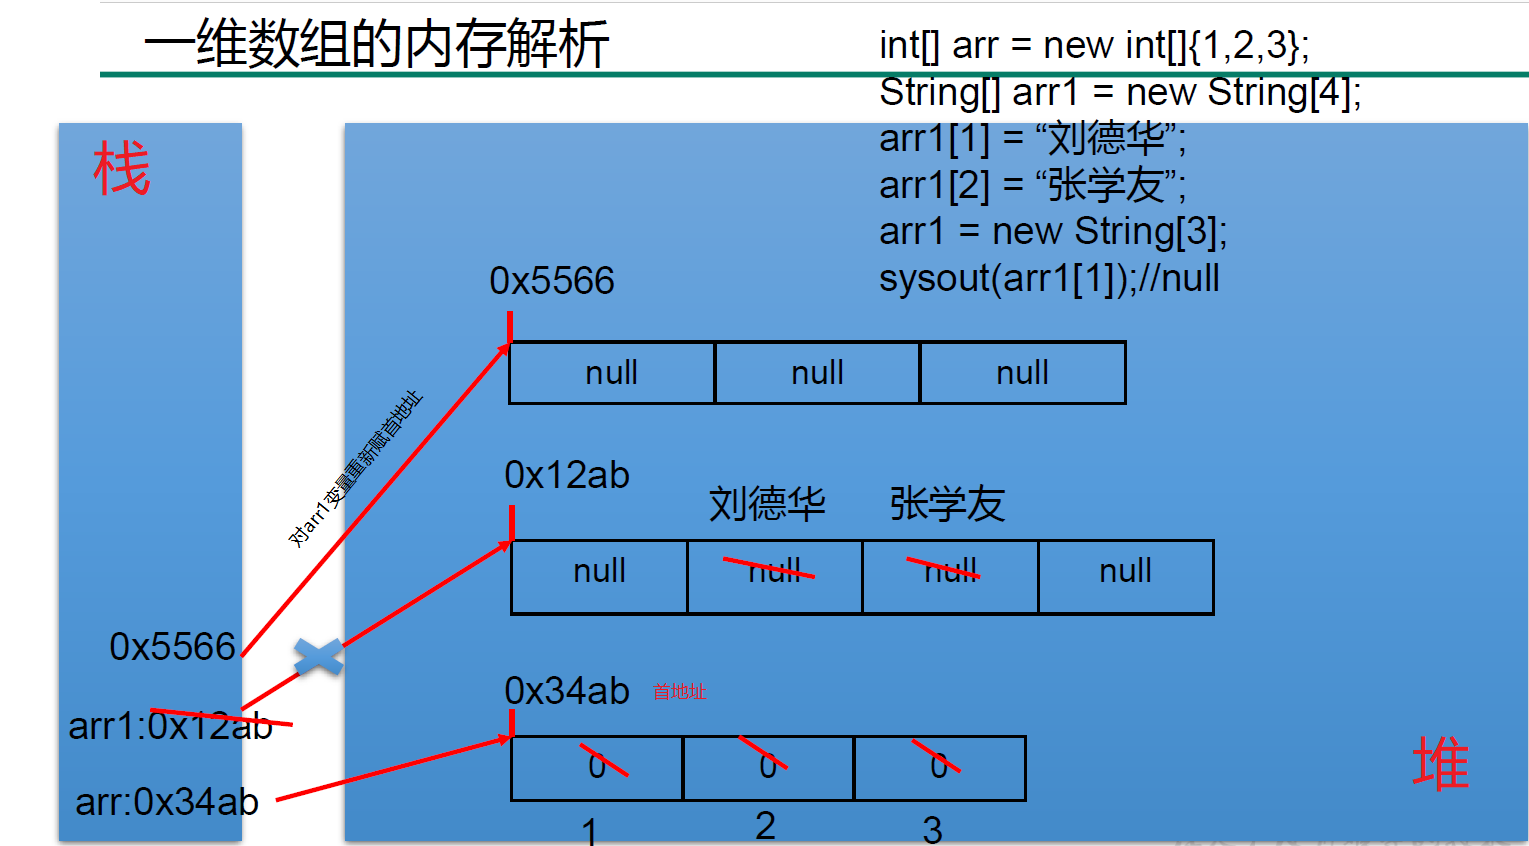 一维数组的内存解析
int[] arr = new int[]{1,2,3};
String[] arr1 = new String[4];
arr1[1] = “刘德华”;
arr1[2] = “张学友”;
arr1 = new String[3];
sysout(arr1[1]);//null
栈
0x5566
null null null
对arr1变量重新赋首地址
0x12ab
刘德华 张学友
null null null null
0x5566
0x34ab 首地址
arr1:0x12ab
0 0 0
堆
arr:0x34ab
1 2 3